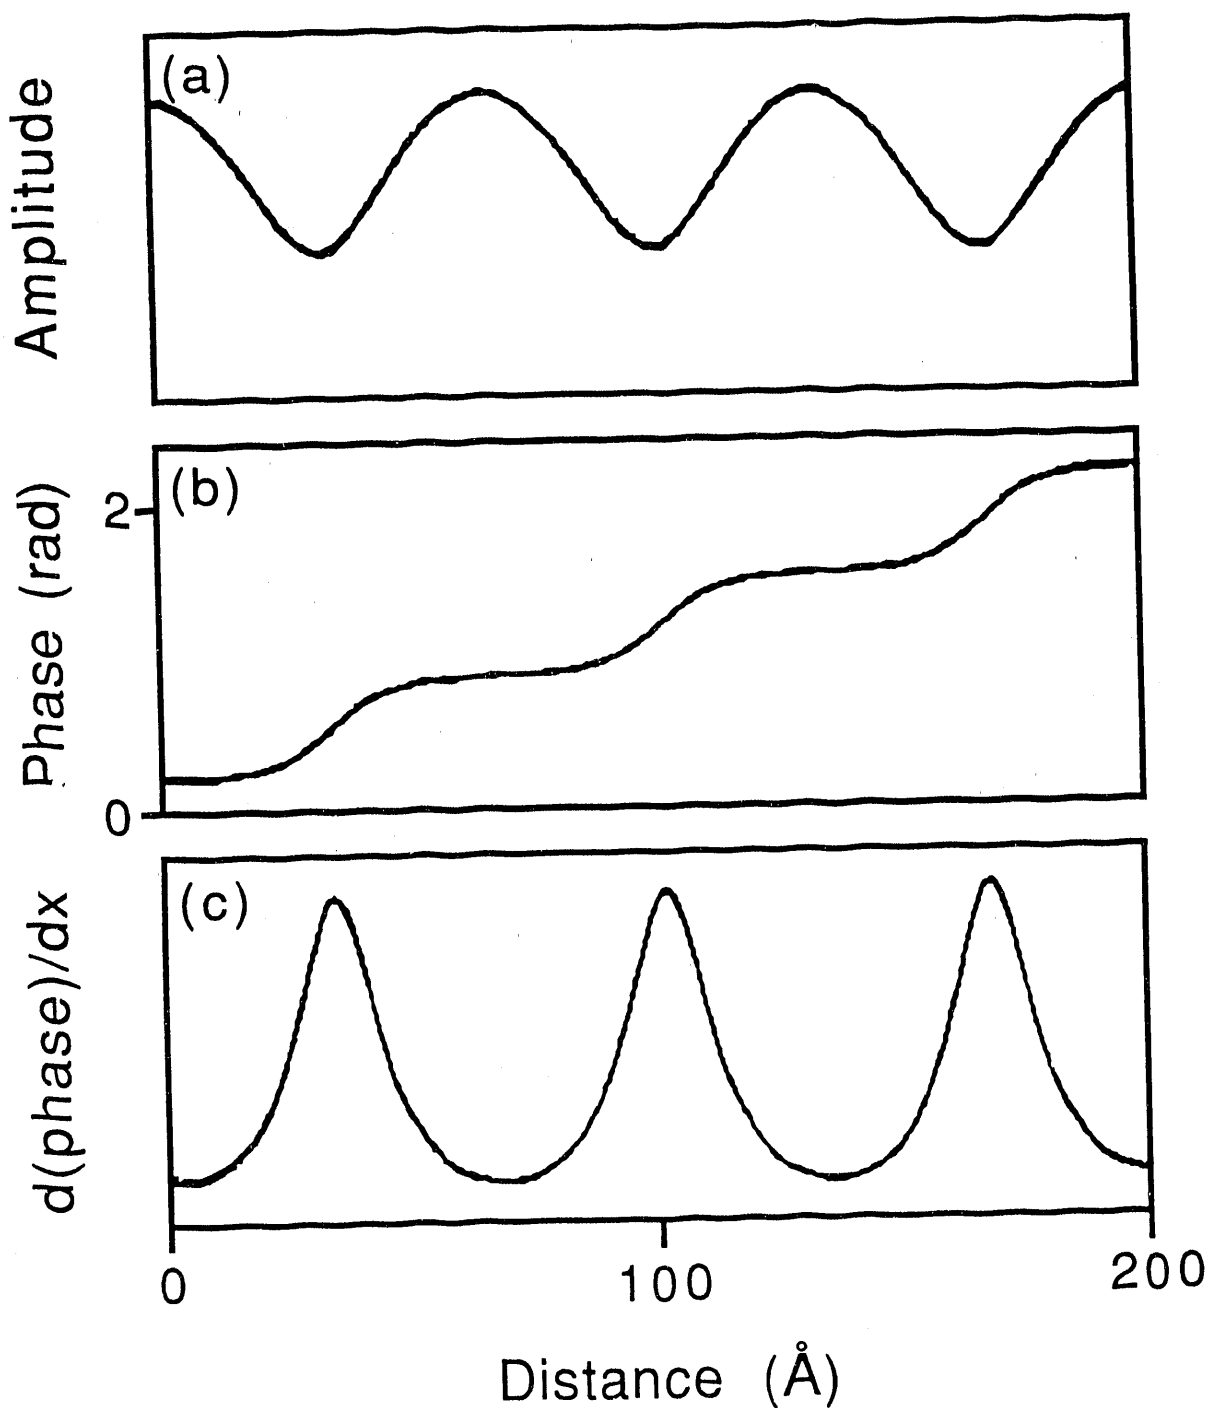 (a)
Amplitude
(b)
Phase (rad)
2
0
(c)
d(phase)/dx
0 100 200
Distance (Å)